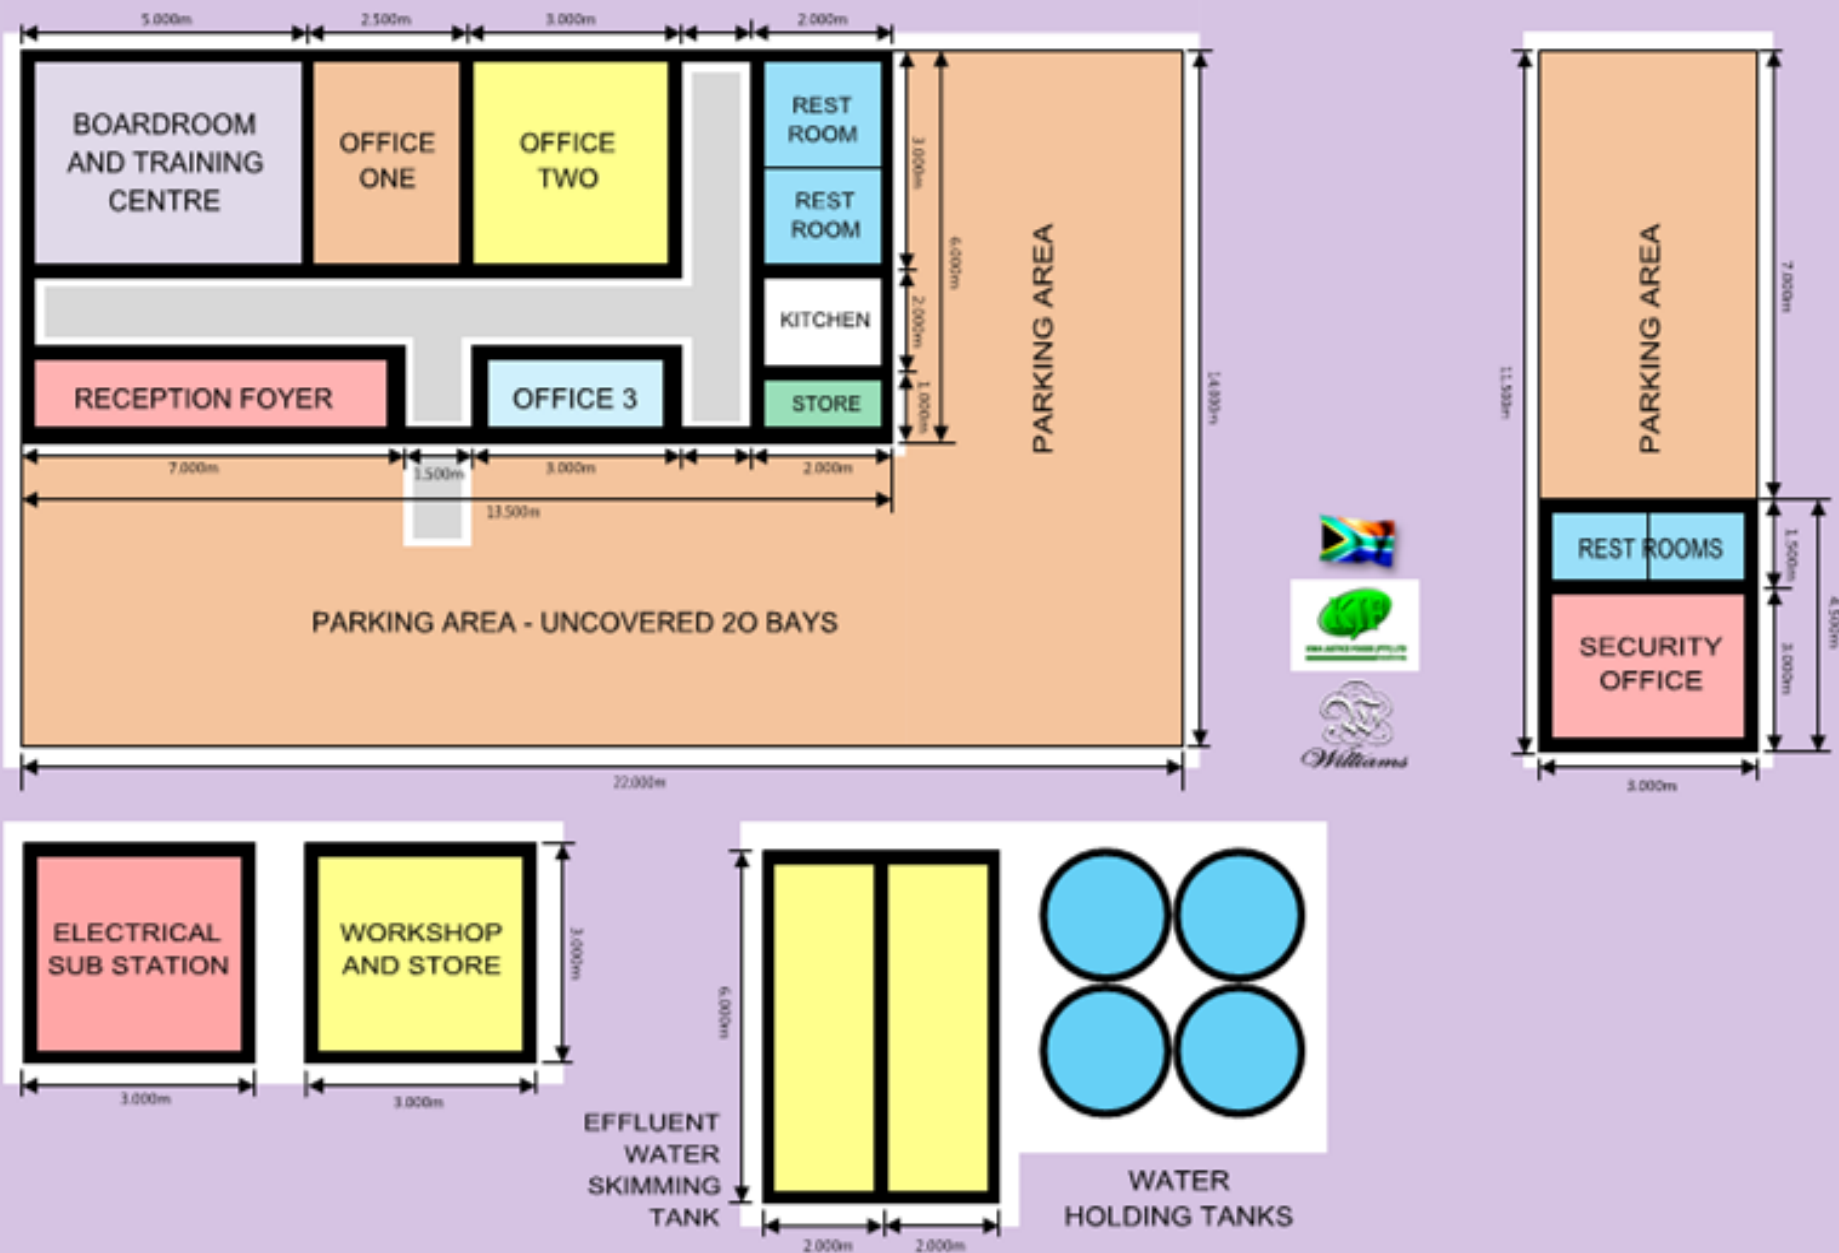 5.000m
2.500m
3.000m
2.000m
BOARDROOM
AND TRAINING
CENTRE
OFFICE
ONE
OFFICE
TWO
REST
ROOM
REST
ROOM
KITCHEN
STORE
RECEPTION FOYER
OFFICE 3
3.000m
2.000m
1.000m
6.000m
PARKING AREA
14.000m
7.000m
1.500m
3.000m
2.000m
13.500m
PARKING AREA - UNCOVERED 2O BAYS
22.000m
Williams
11.500m
PARKING AREA
7.000m
REST ROOMS
1.500m
SECURITY
OFFICE
3.000m
4.500m
3.000m
ELECTRICAL
SUB STATION
3.000m
WORKSHOP
AND STORE
3.000m
3.000m
6.000m
EFFLUENT
WATER
SKIMMING
TANK
2.000m
2.000m
WATER
HOLDING TANKS